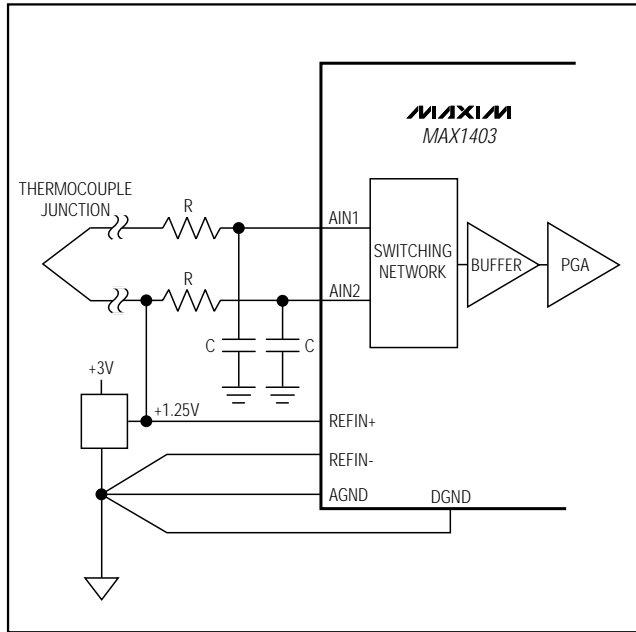 MAXIM
MAX1403
THERMOCOUPLE
JUNCTION
R
AIN1
SWITCHING
NETWORK
BUFFER
PGA
R
AIN2
C
C
+3V
+1.25V
REFIN+
REFIN-
AGND
DGND